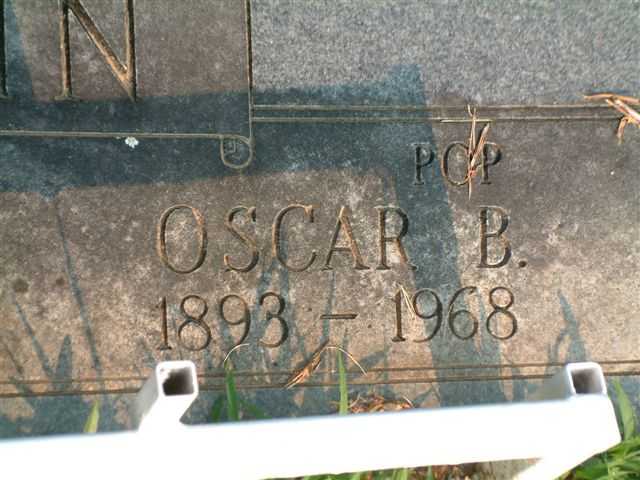 N
POP
OSCAR B.
1893 - 1968